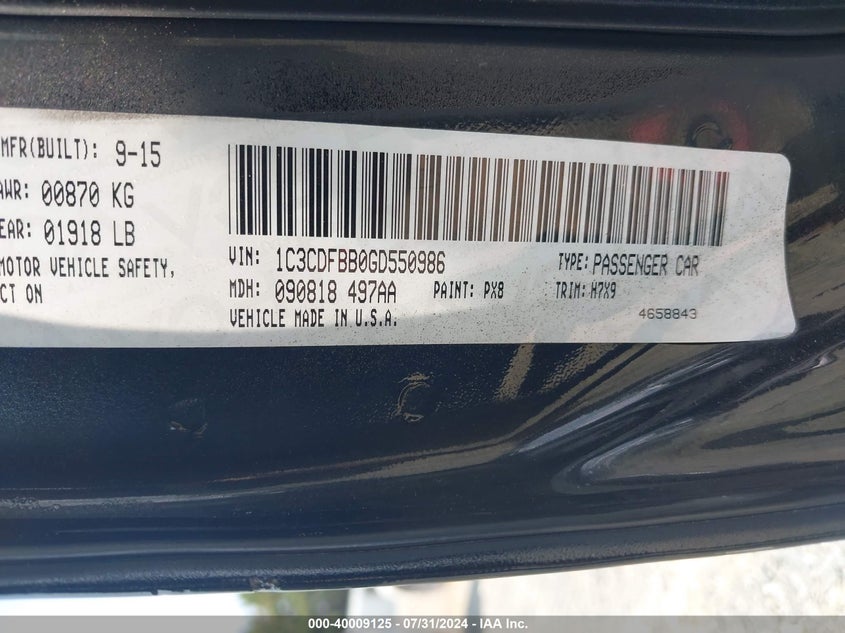 MFR(BUILT): 9-15
AWR: 00870 KG
EAR: 01918 LB
MOTOR VEHICLE SAFETY,
CT ON
VIN: 1C3CDFBB0GD550986
TYPE: PASSENGER CAR
MDH: 090818 497AA
PAINT: PX8
TRIM: H7X9
VEHICLE MADE IN U.S.A.
4658843
000-40009125 - 07/31/2024 - IAA Inc.